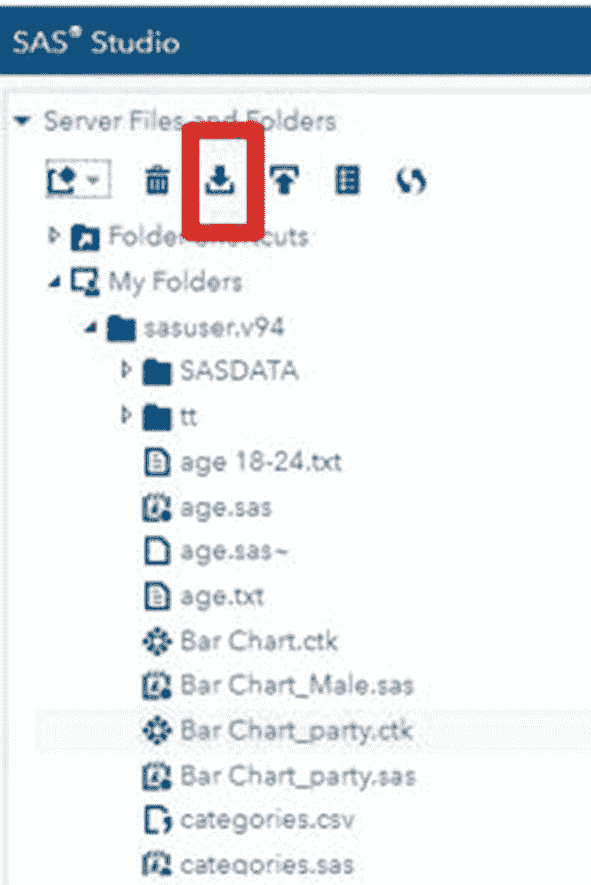 SAS® Studio
Server Files and Folders
Folder Shortcuts
My Folders
sasuser.v94
SASDATA
tt
age 18-24.txt
age.sas
age.sas~
age.txt
Bar Chart.ctk
Bar Chart_Male.sas
Bar Chart_party.ctk
Bar Chart_party.sas
categories.csv
categories.sas